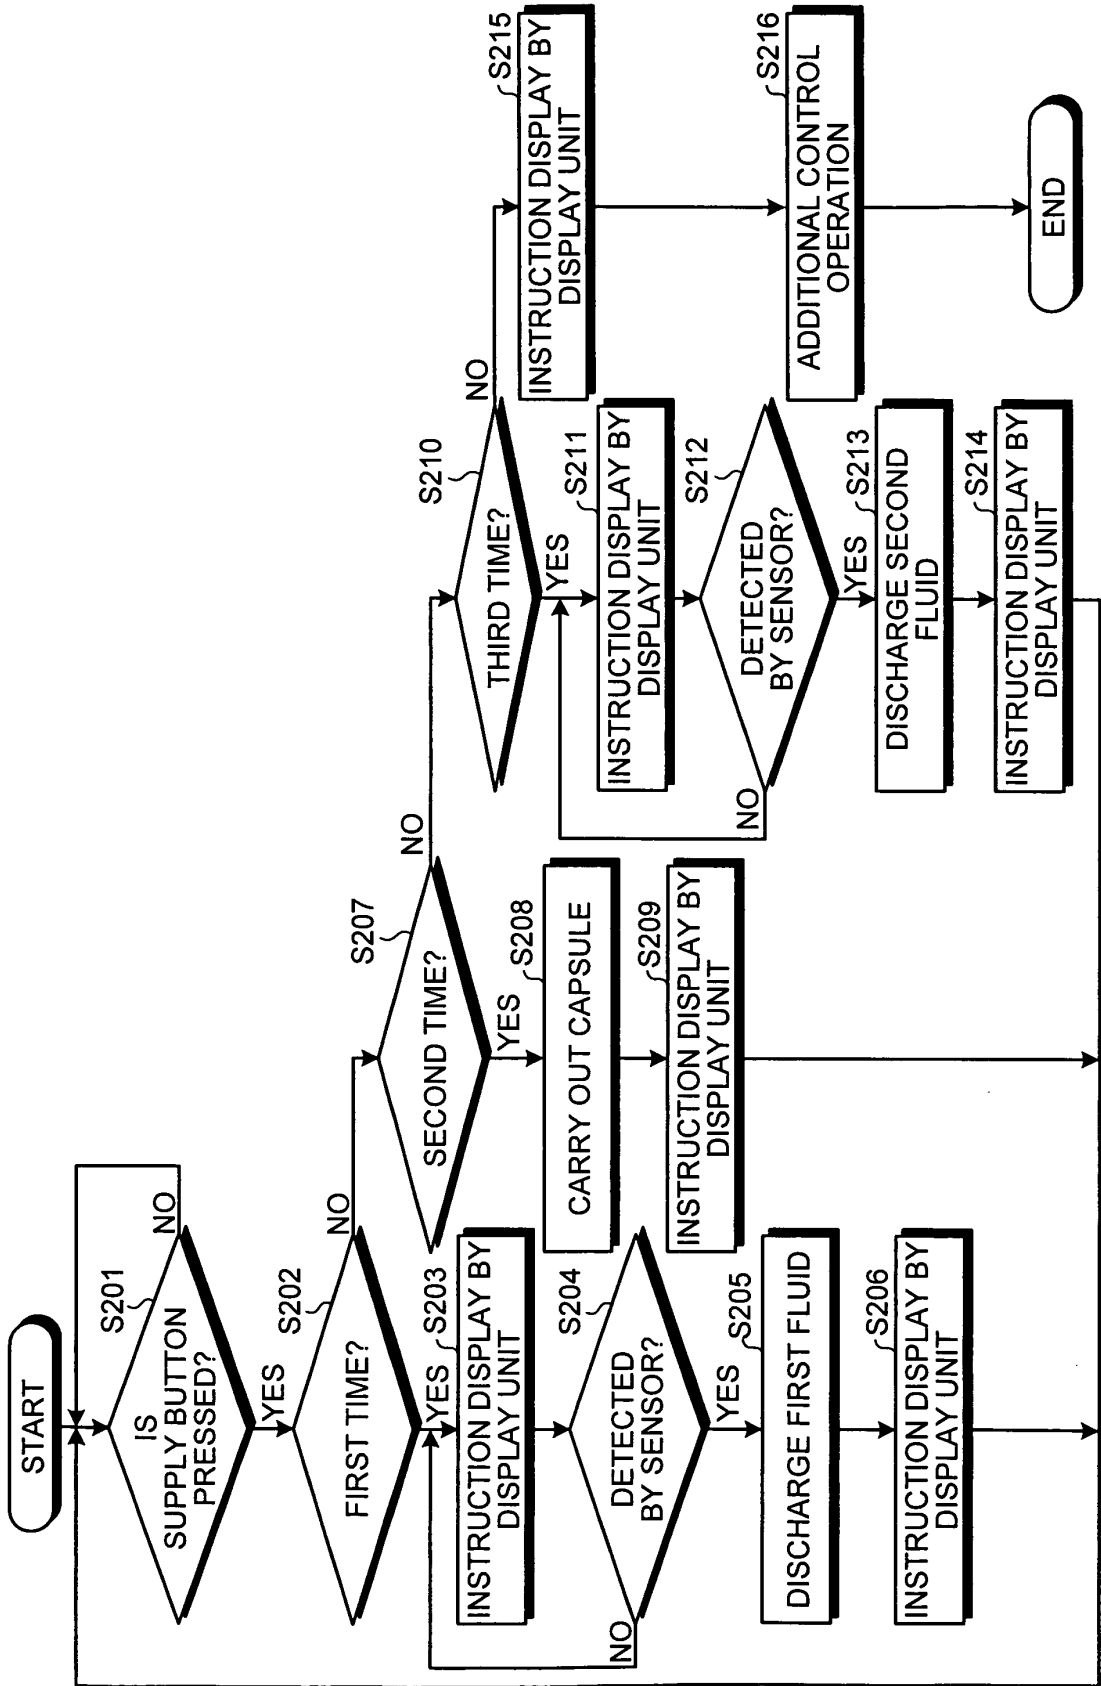 START
S201
IS
SUPPLY BUTTON
PRESSED?
NO
YES
S202
FIRST TIME?
NO
YES
S203
INSTRUCTION DISPLAY BY
DISPLAY UNIT
S204
DETECTED
BY SENSOR?
NO
YES
S205
DISCHARGE FIRST FLUID
S206
INSTRUCTION DISPLAY BY
DISPLAY UNIT
S207
SECOND TIME?
NO
YES
S208
CARRY OUT CAPSULE
S209
INSTRUCTION DISPLAY BY
DISPLAY UNIT
S210
THIRD TIME?
NO
YES
S211
INSTRUCTION DISPLAY BY
DISPLAY UNIT
S212
DETECTED
BY SENSOR?
NO
YES
S213
DISCHARGE SECOND
FLUID
S214
INSTRUCTION DISPLAY BY
DISPLAY UNIT
S215
INSTRUCTION DISPLAY BY
DISPLAY UNIT
S216
ADDITIONAL CONTROL
OPERATION
END